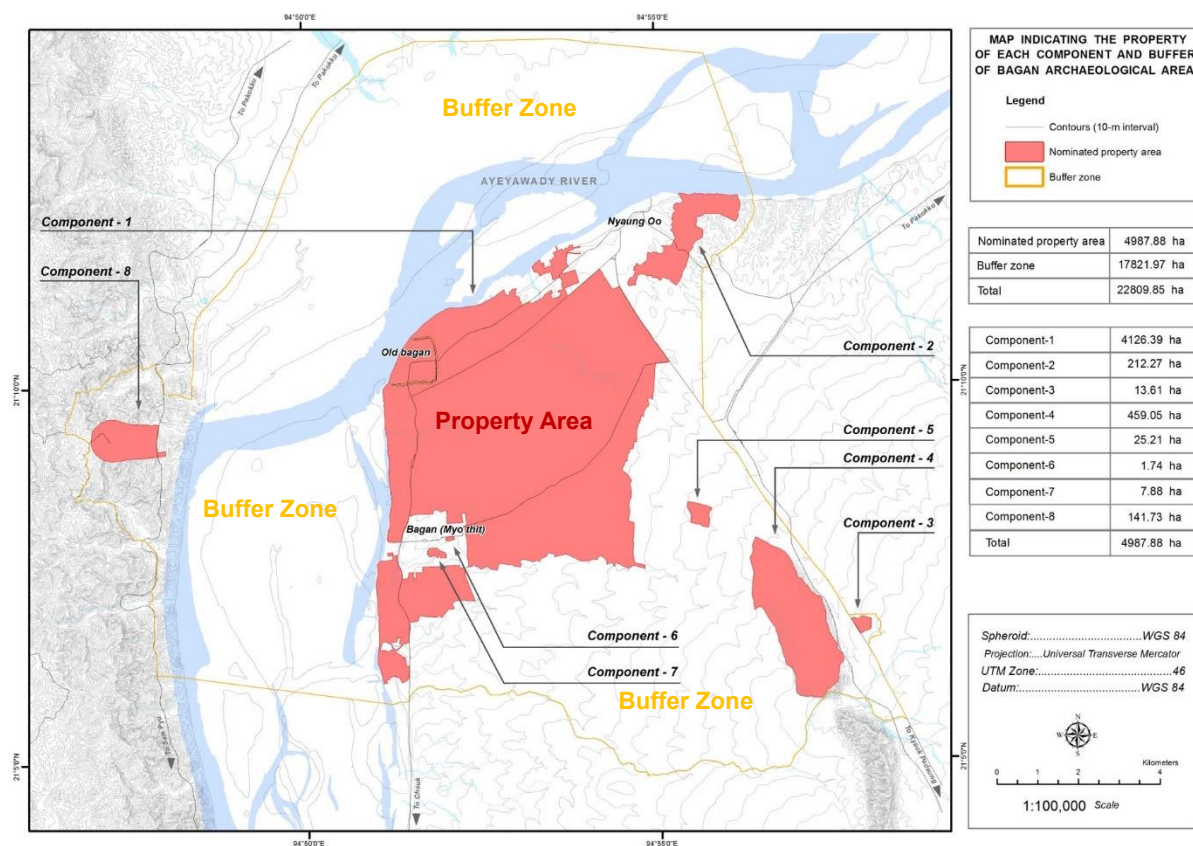 94°50'0"E
94°55'0"E
To Pakokku
To Pakokku
Buffer Zone
AYEYAWADY RIVER
Nyaung Oo
To Pakokku
Component - 1
Component - 8
Old bagan
Component - 2
21°10'0"N
21°10'0"N
Property Area
Component - 5
Component - 4
Buffer Zone
Bagan (Myo thit)
Component - 3
Component - 6
Component - 7
Buffer Zone
To Sein Pyu
To Chauk
To Kyauk Padaung
21°5'0"N
21°5'0"N
94°50'0"E
94°55'0"E
MAP INDICATING THE PROPERTY
OF EACH COMPONENT AND BUFFER
OF BAGAN ARCHAEOLOGICAL AREA
Legend
Contours (10-m interval)
Nominated property area
Buffer zone
Nominated property area 4987.88 ha
Buffer zone 17821.97 ha
Total 22809.85 ha
Component-1 4126.39 ha
Component-2 212.27 ha
Component-3 13.61 ha
Component-4 459.05 ha
Component-5 25.21 ha
Component-6 1.74 ha
Component-7 7.88 ha
Component-8 141.73 ha
Total 4987.88 ha
Spheroid:..........................WGS 84
Projection:....Universal Transverse Mercator
UTM Zone:................................46
Datum:..............................WGS 84
N
W E
S
Kilometers
0 1 2 4
1:100,000 Scale